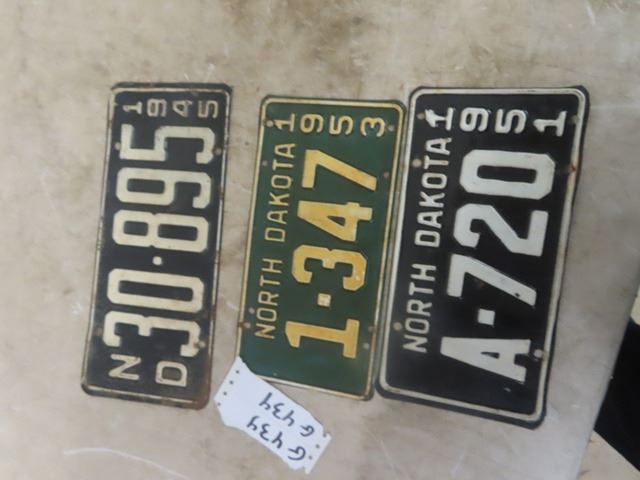 ND 30·895 1945
NORTH DAKOTA 1953
1-347
NORTH DAKOTA 1951
A-720
G434
G434